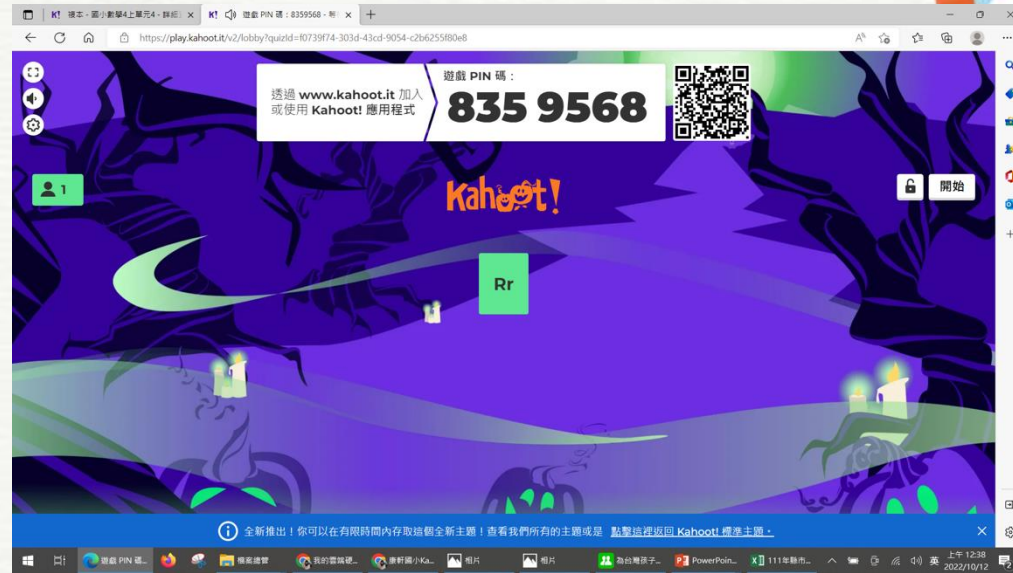 複本 - 國小數學4上單元4 - 詳細
遊戲 PIN 碼：8359568 -
https://play.kahoot.it/v2/lobby?quizId=f0739f74-303d-43cd-9054-c2b6255f80e8
透過 www.kahoot.it 加入
或使用 Kahoot! 應用程式
遊戲 PIN 碼：
835 9568
1
Kahoot!
開始
Rr
全新推出！你可以在有限時間內存取這個全新主題！查看我們所有的主題或是 點擊這裡返回 Kahoot! 標準主題。
遊戲 PIN 碼...
檔案總管
我的雲端硬...
康軒國小Ka...
相片
相片
為台灣孩子...
PowerPoin...
111年縣市...
英
上午 12:38
2022/10/12